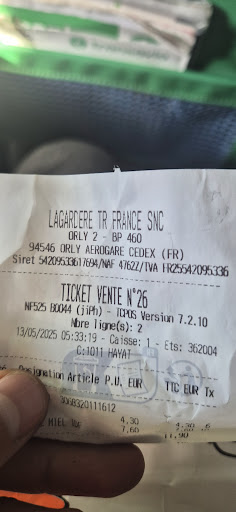 LAGARDERE TR FRANCE SNC
ORLY 2 - BP 460
94546 ORLY AEROGARE CEDEX (FR)
Siret 54209533617694/NAF 4762Z/TVA FR25542095336
TICKET VENTE N°26
NF525 B0044 (jiPh) - TCPOS Version 7.2.10
Nbre ligne(s): 2
13/05/2025 05:33:19 - Caisse: 1 - Ets: 362004
C:1011 HAYAT
Designation Article P.U. EUR TTC EUR Tx
3068320111612
4,30 4,30
MIEL 7,60
11,90